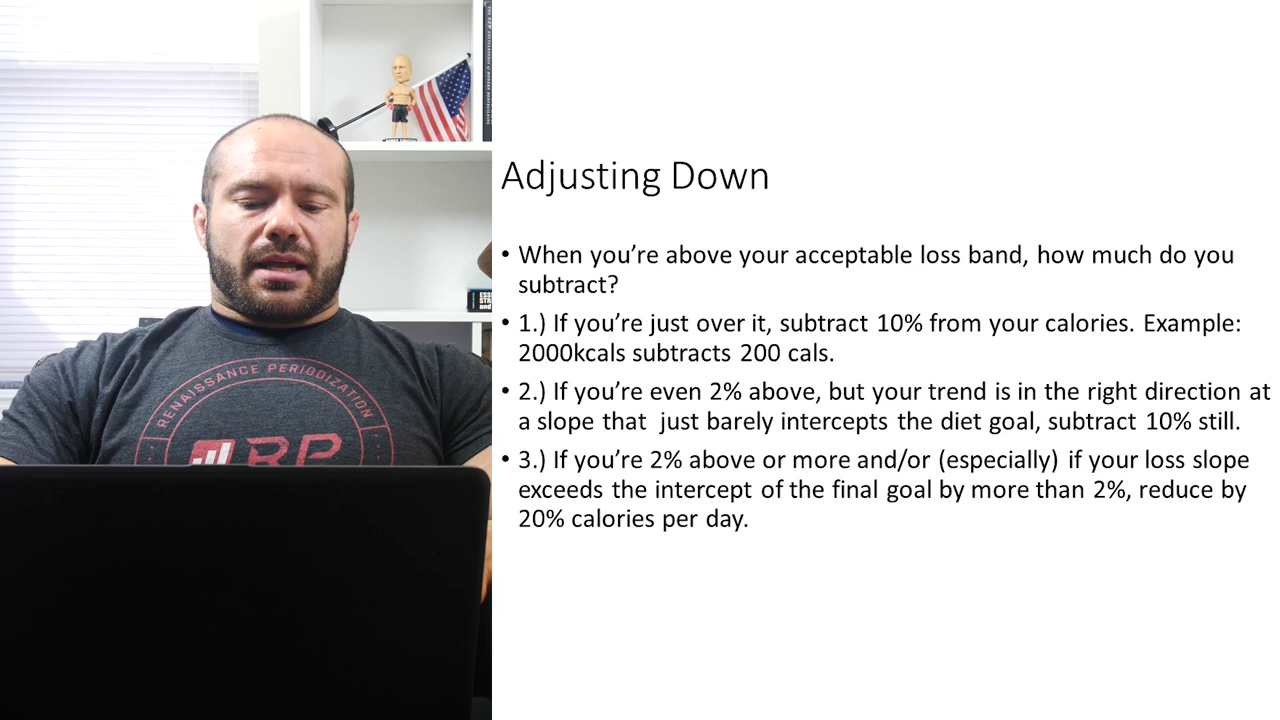 Adjusting Down
• When you're above your acceptable loss band, how much do you
subtract?
• 1.) If you're just over it, subtract 10% from your calories. Example:
2000kcals subtracts 200 cals.
• 2.) If you're even 2% above, but your trend is in the right direction at
a slope that  just barely intercepts the diet goal, subtract 10% still.
• 3.) If you're 2% above or more and/or (especially) if your loss slope
exceeds the intercept of the final goal by more than 2%, reduce by
20% calories per day.
RENAISSANCE PERIODIZATION
RP